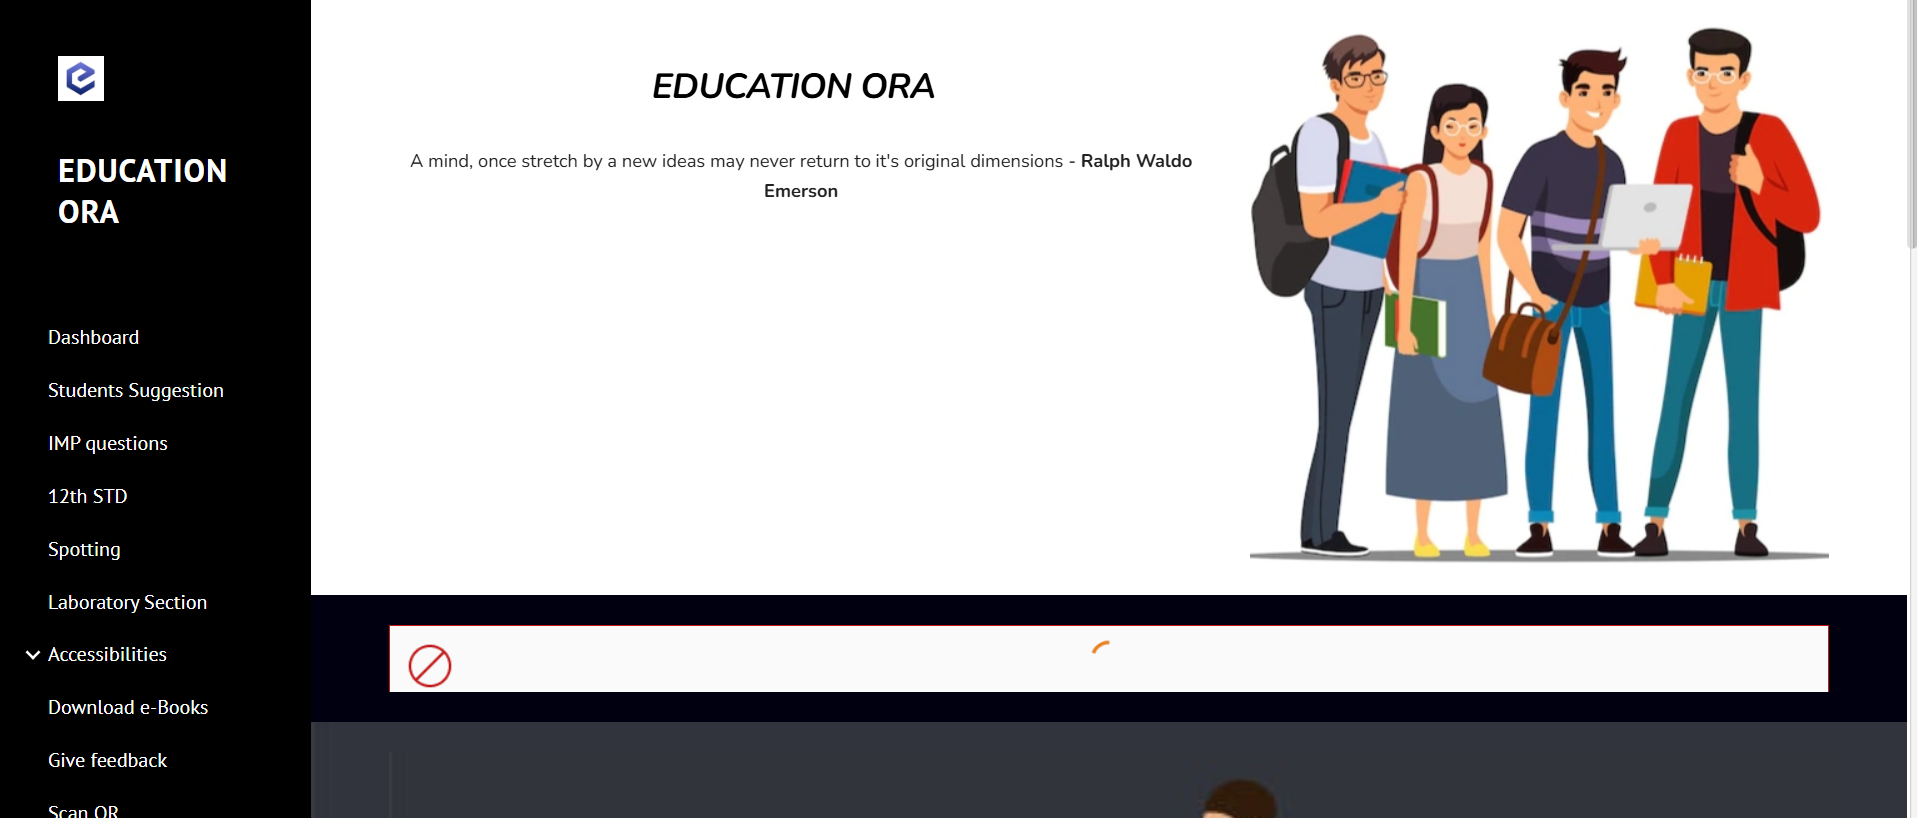 EDUCATION
ORA
Dashboard
Students Suggestion
IMP questions
12th STD
Spotting
Laboratory Section
Accessibilities
Download e-Books
Give feedback
Scan QR
EDUCATION ORA
A mind, once stretch by a new ideas may never return to it's original dimensions - Ralph Waldo
Emerson